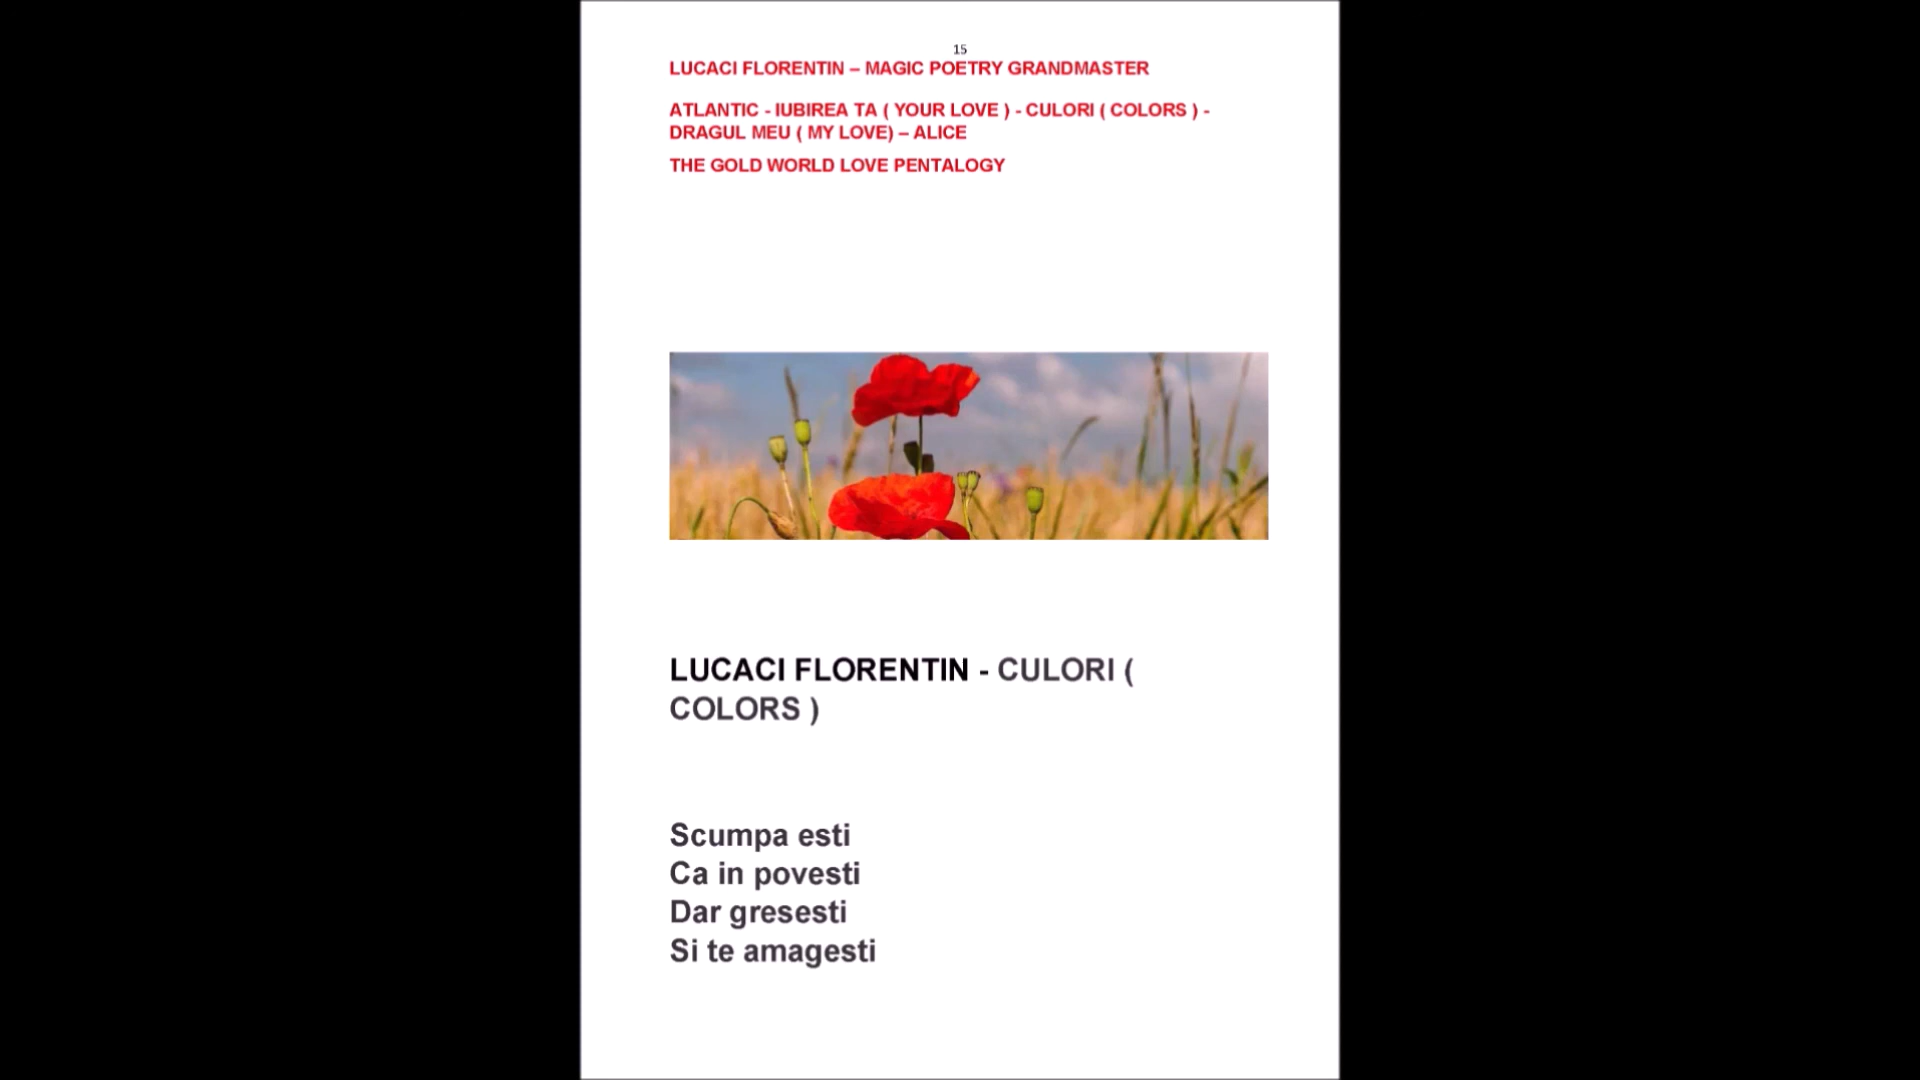 15
LUCACI FLORENTIN – MAGIC POETRY GRANDMASTER
ATLANTIC - IUBIREA TA ( YOUR LOVE ) - CULORI ( COLORS ) -
DRAGUL MEU ( MY LOVE) – ALICE
THE GOLD WORLD LOVE PENTALOGY
LUCACI FLORENTIN - CULORI (
COLORS )
Scumpa esti
Ca in povesti
Dar gresesti
Si te amagesti